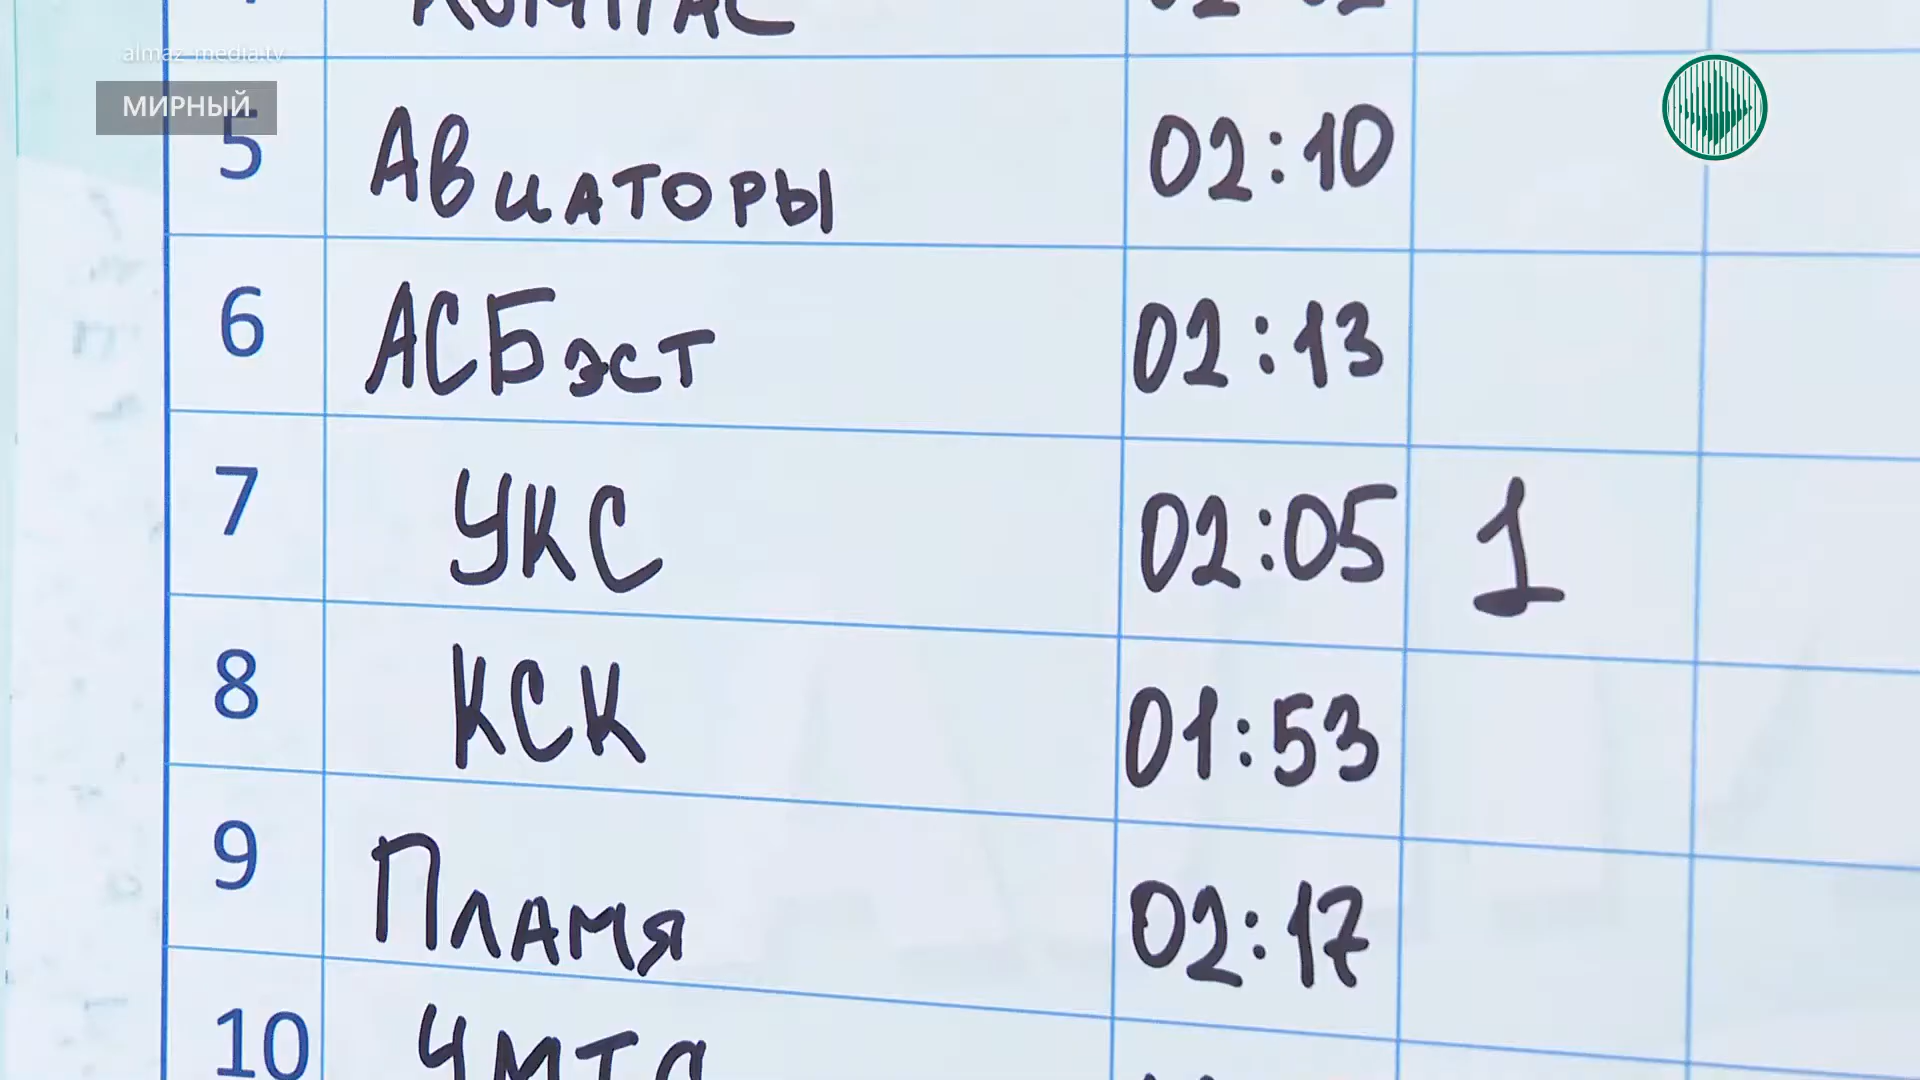 almaz-media.tv
МИРНЫЙ
КОМПАС
5 АВиАТОРЫ 02:10
6 АСБэсТ 02:13
7 УКС 02:05 1
8 КСК 01:53
9 Пламя 02:17
10